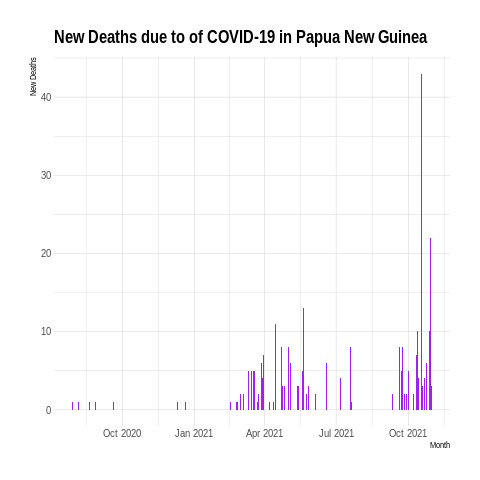 New Deaths due to of COVID-19 in Papua New Guinea
New Deaths
40
30
20
10
0
Oct 2020 Jan 2021 Apr 2021 Jul 2021 Oct 2021
Month